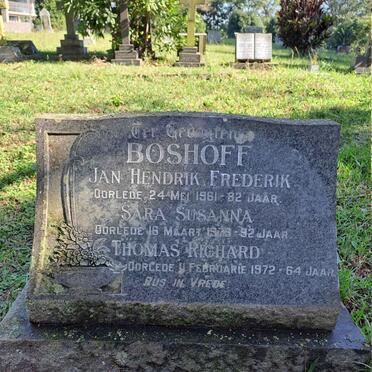 Ter Gedagtenis
BOSHOFF
JAN HENDRIK FREDERIK
OORLEDE, 24 MEI 1961 - 82 JAAR
SARA SUSANNA
OORLEDE 16 MAART 1979 - 92 JAAR
THOMAS RICHARD
OORLEDE 11 FEBRUARIE 1972 - 64 JAAR
RUS IN VREDE